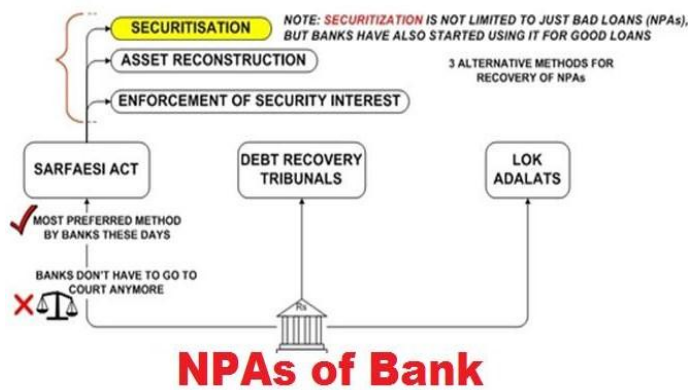 SECURITISATION
NOTE: SECURITIZATION IS NOT LIMITED TO JUST BAD LOANS (NPAs),
BUT BANKS HAVE ALSO STARTED USING IT FOR GOOD LOANS
ASSET RECONSTRUCTION
3 ALTERNATIVE METHODS FOR
RECOVERY OF NPAs
ENFORCEMENT OF SECURITY INTEREST
SARFAESI ACT
DEBT RECOVERY
TRIBUNALS
LOK
ADALATS
MOST PREFERRED METHOD
BY BANKS THESE DAYS
BANKS DON'T HAVE TO GO TO
COURT ANYMORE
Rs
NPAs of Bank